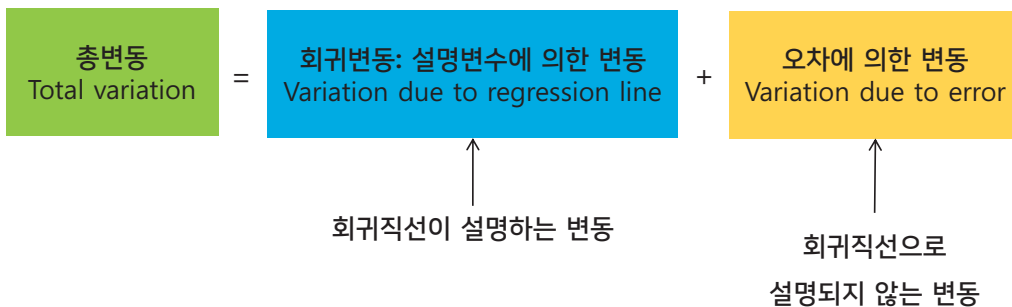 총변동
Total variation
=
회귀변동: 설명변수에 의한 변동
Variation due to regression line
+
오차에 의한 변동
Variation due to error
회귀직선이 설명하는 변동
회귀직선으로
설명되지 않는 변동